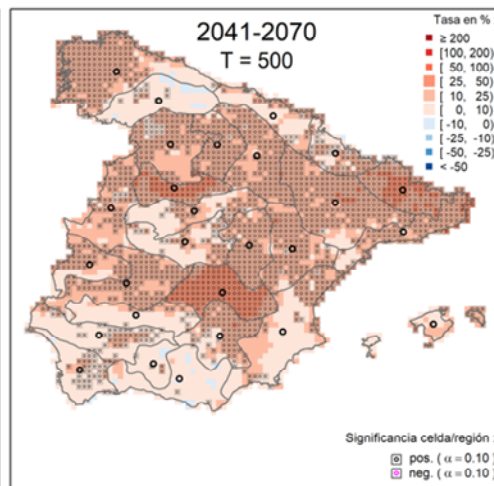 2041-2070
T = 500
Tasa en %
≥ 200
[100, 200)
[ 50, 100)
[ 25, 50)
[ 10, 25)
[ 0, 10)
[-10, 0)
[-25, -10)
[-50, -25)
< -50
Significancia celda/región :
pos. ( α = 0.10 )
neg. ( α = 0.10 )